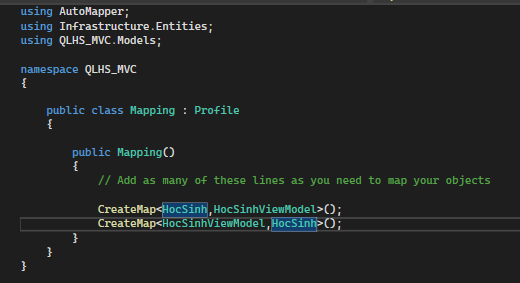 using AutoMapper;
using Infrastructure.Entities;
using QLHS_MVC.Models;
namespace QLHS_MVC
{
public class Mapping : Profile
{
public Mapping()
{
// Add as many of these lines as you need to map your objects
CreateMap<HocSinh,HocSinhViewModel>();
CreateMap<HocSinhViewModel,HocSinh>();
}
}
}